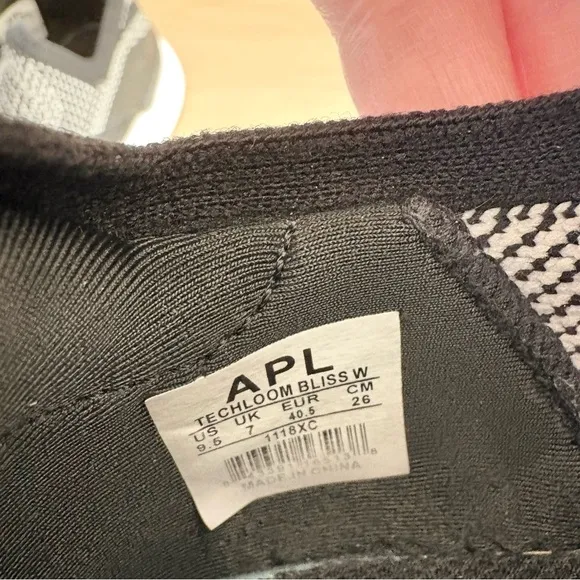 APL
TECHLOOM BLISS W
US UK EUR CM
9.5 7 40.5 26
1118XC
MADE IN CHINA